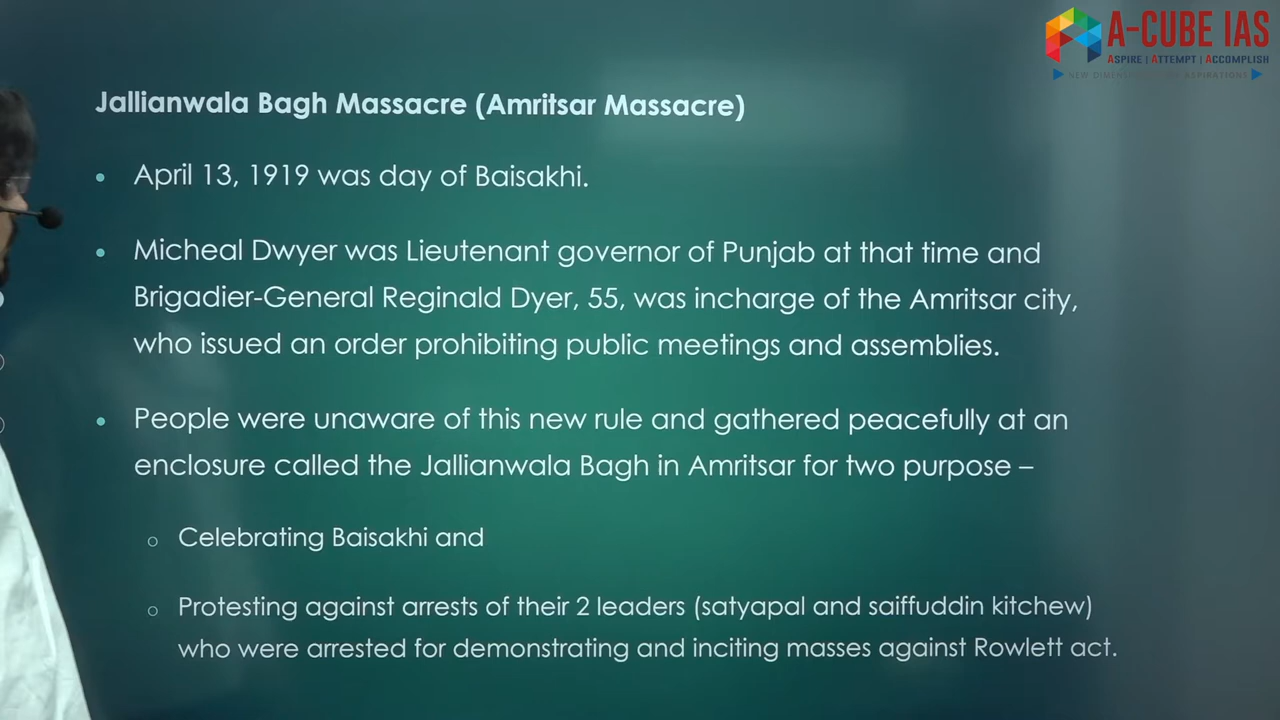 A-CUBE IAS
ASPIRE | ATTEMPT | ACCOMPLISH
Jallianwala Bagh Massacre (Amritsar Massacre)
• April 13, 1919 was day of Baisakhi.
• Micheal Dwyer was Lieutenant governor of Punjab at that time and
Brigadier-General Reginald Dyer, 55, was incharge of the Amritsar city,
who issued an order prohibiting public meetings and assemblies.
• People were unaware of this new rule and gathered peacefully at an
enclosure called the Jallianwala Bagh in Amritsar for two purpose –
○ Celebrating Baisakhi and
○ Protesting against arrests of their 2 leaders (satyapal and saiffuddin kitchew)
who were arrested for demonstrating and inciting masses against Rowlett act.